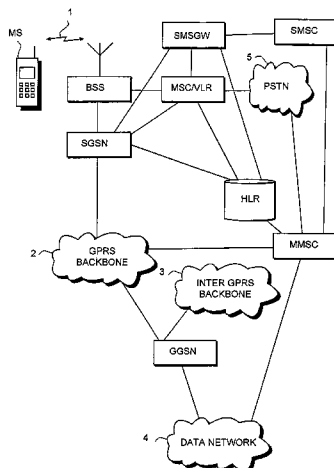 MS
1
SMSGW
SMSC
BSS
MSC/VLR
5
PSTN
SGSN
HLR
2
GPRS
BACKBONE
MMSC
3
INTER GPRS
BACKBONE
GGSN
4
DATA NETWORK